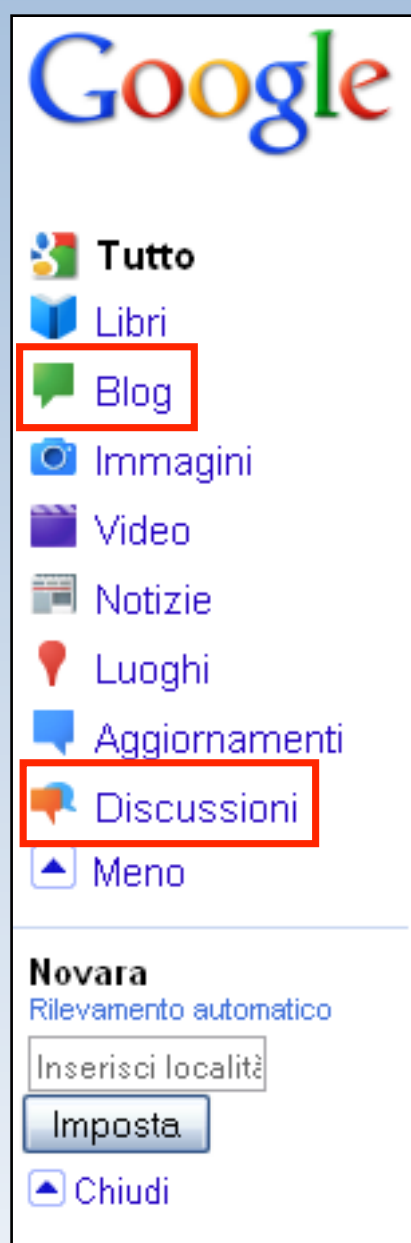 Google
Tutto
Libri
Blog
Immagini
Video
Notizie
Luoghi
Aggiornamenti
Discussioni
Meno
Novara
Rilevamento automatico
Inserisci località
Imposta
Chiudi